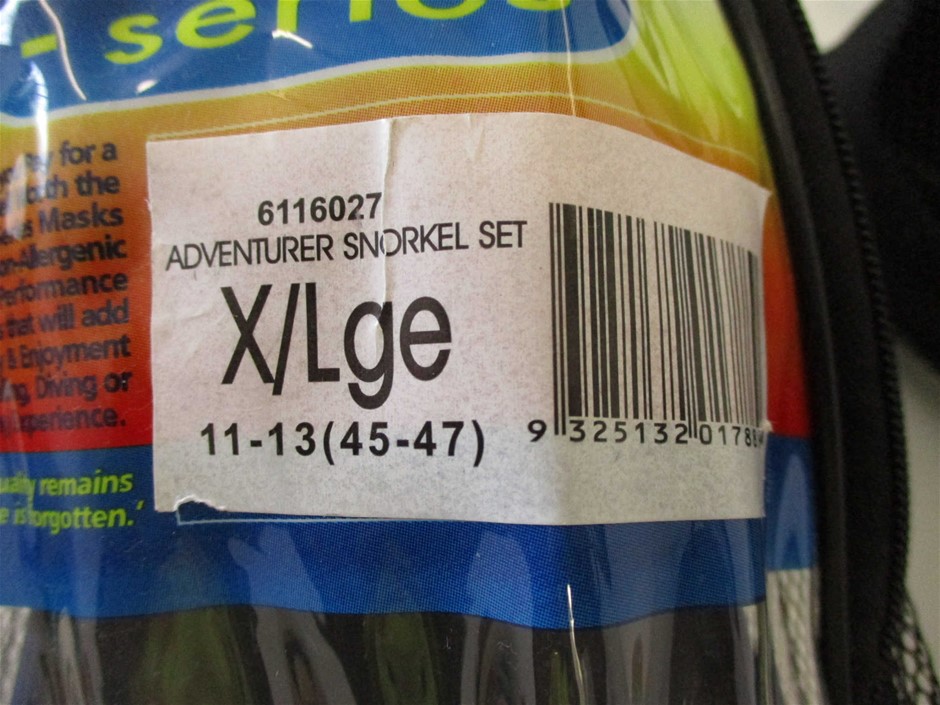 - series
for a
the
Masks
Performance
that will add
& Enjoyment
Diving or
experience.
remains
forgotten.'
6116027
ADVENTURER SNORKEL SET
X/Lge
11-13(45-47)
9 325132 0178